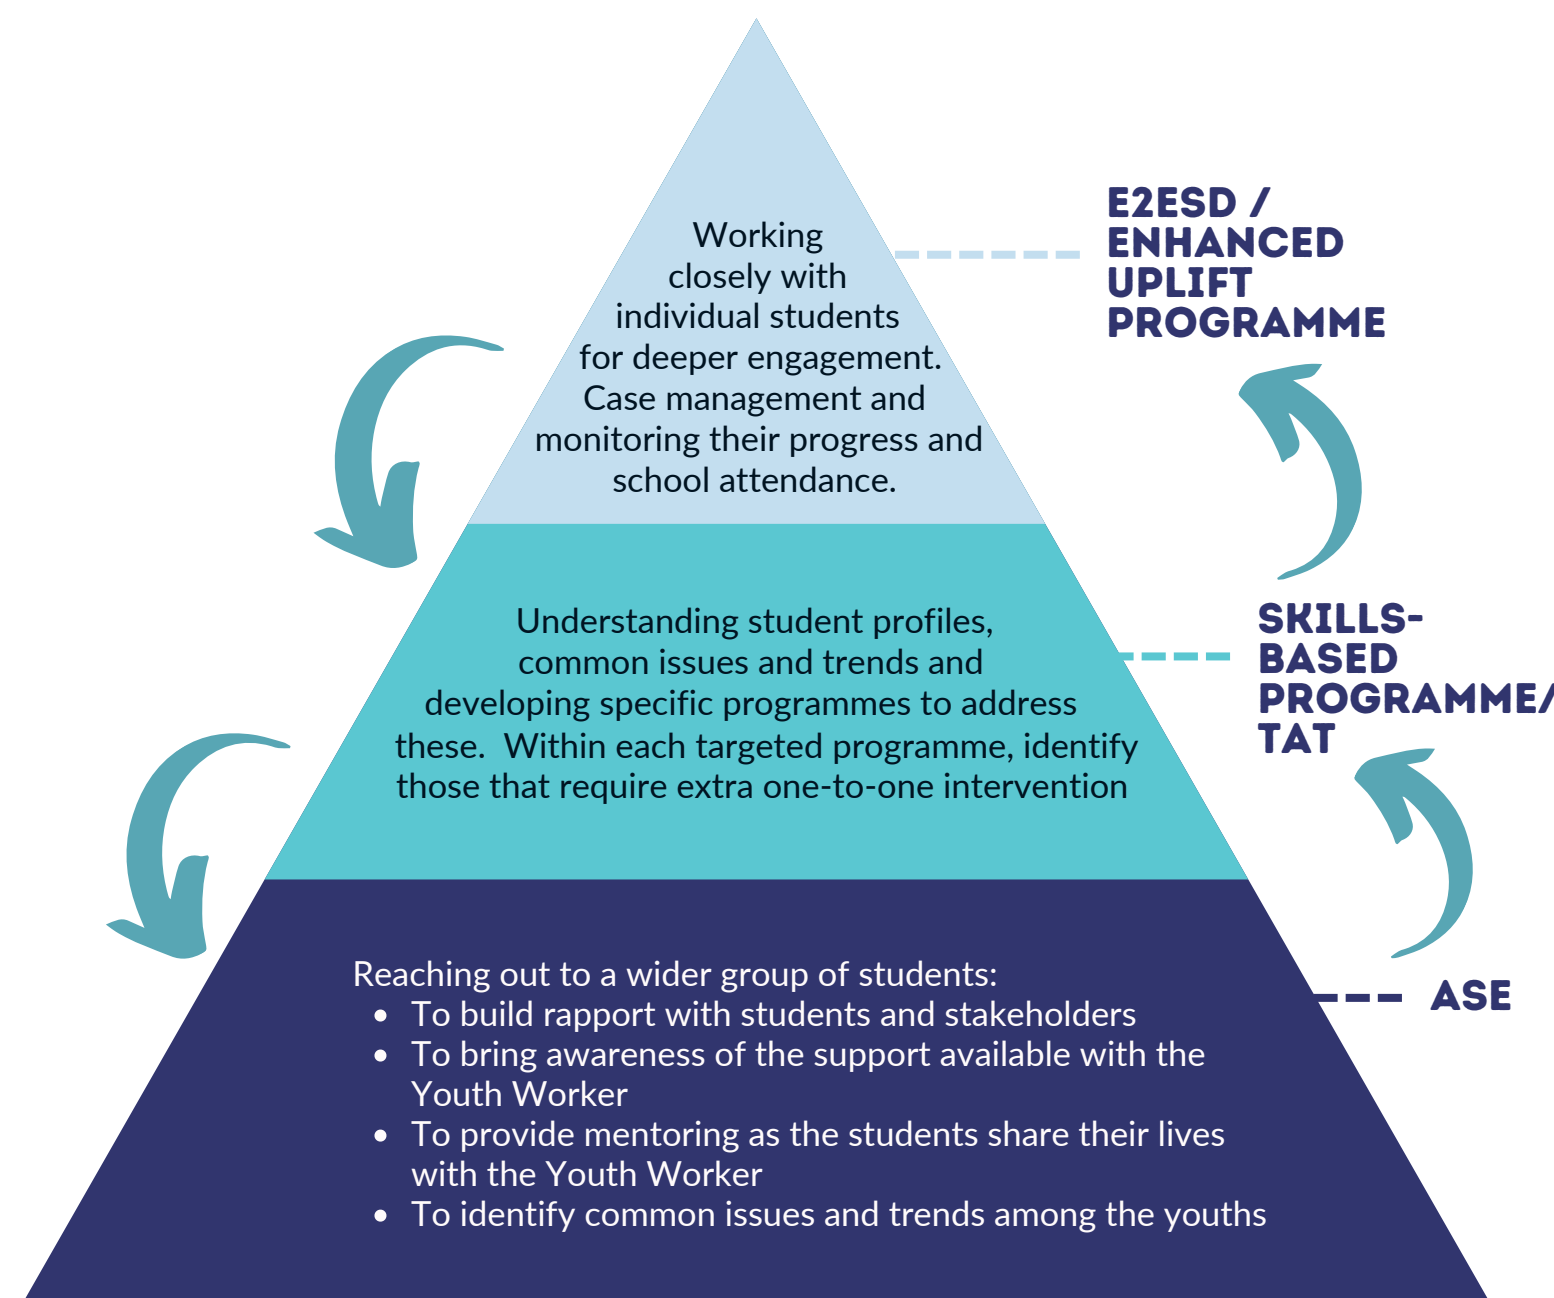 Working
closely with
individual students
for deeper engagement.
Case management and
monitoring their progress and
school attendance.
E2ESD /
ENHANCED
UPLIFT
PROGRAMME
Understanding student profiles,
common issues and trends and
developing specific programmes to address
these.  Within each targeted programme, identify
those that require extra one-to-one intervention
SKILLS-
BASED
PROGRAMME/
TAT
Reaching out to a wider group of students:
• To build rapport with students and stakeholders
• To bring awareness of the support available with the
Youth Worker
• To provide mentoring as the students share their lives
with the Youth Worker
• To identify common issues and trends among the youths
ASE